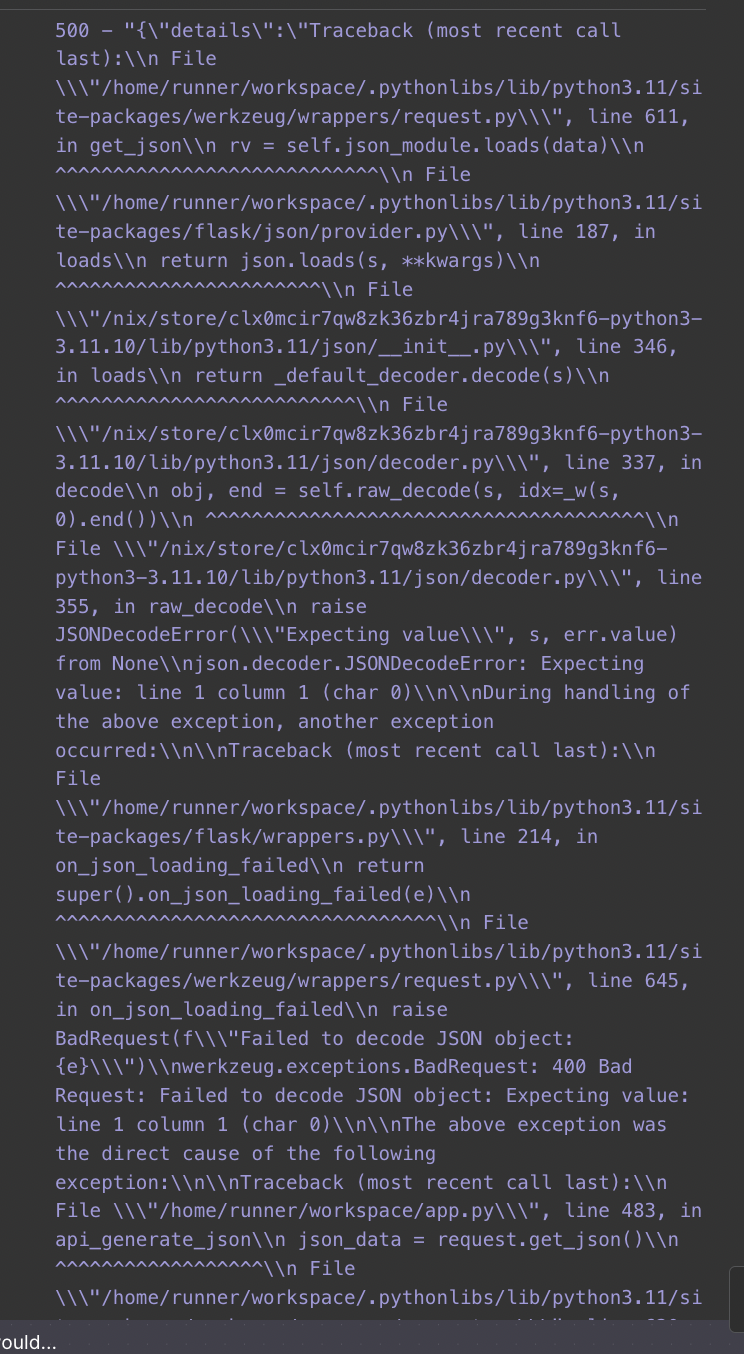 500 - "{\"details\":\"Traceback (most recent call
last):\\n File
\\\"/home/runner/workspace/.pythonlibs/lib/python3.11/si
te-packages/werkzeug/wrappers/request.py\\\", line 611,
in get_json\\n rv = self.json_module.loads(data)\\n
^^^^^^^^^^^^^^^^^^^^^^^^^^^^\\n File
\\\"/home/runner/workspace/.pythonlibs/lib/python3.11/si
te-packages/flask/json/provider.py\\\", line 187, in
loads\\n return json.loads(s, **kwargs)\\n
^^^^^^^^^^^^^^^^^^^^^^^\\n File
\\\"/nix/store/clx0mcir7qw8zk36zbr4jra789g3knf6-python3-
3.11.10/lib/python3.11/json/__init__.py\\\", line 346,
in loads\\n return _default_decoder.decode(s)\\n
^^^^^^^^^^^^^^^^^^^^^^^^^^\\n File
\\\"/nix/store/clx0mcir7qw8zk36zbr4jra789g3knf6-python3-
3.11.10/lib/python3.11/json/decoder.py\\\", line 337, in
decode\\n obj, end = self.raw_decode(s, idx=_w(s,
0).end())\\n ^^^^^^^^^^^^^^^^^^^^^^^^^^^^^^^^^^^^^^\\n
File \\\"/nix/store/clx0mcir7qw8zk36zbr4jra789g3knf6-
python3-3.11.10/lib/python3.11/json/decoder.py\\\", line
355, in raw_decode\\n raise
JSONDecodeError(\\\"Expecting value\\\", s, err.value)
from None\\njson.decoder.JSONDecodeError: Expecting
value: line 1 column 1 (char 0)\\n\\nDuring handling of
the above exception, another exception
occurred:\\n\\nTraceback (most recent call last):\\n
File
\\\"/home/runner/workspace/.pythonlibs/lib/python3.11/si
te-packages/flask/wrappers.py\\\", line 214, in
on_json_loading_failed\\n return
super().on_json_loading_failed(e)\\n
^^^^^^^^^^^^^^^^^^^^^^^^^^^^^^^^^\\n File
\\\"/home/runner/workspace/.pythonlibs/lib/python3.11/si
te-packages/werkzeug/wrappers/request.py\\\", line 645,
in on_json_loading_failed\\n raise
BadRequest(f\\\"Failed to decode JSON object:
{e}\\\")\\nwerkzeug.exceptions.BadRequest: 400 Bad
Request: Failed to decode JSON object: Expecting value:
line 1 column 1 (char 0)\\n\\nThe above exception was
the direct cause of the following
exception:\\n\\nTraceback (most recent call last):\\n
File \\\"/home/runner/workspace/app.py\\\", line 483, in
api_generate_json\\n json_data = request.get_json()\\n
^^^^^^^^^^^^^^^^^^\\n File
\\\"/home/runner/workspace/.pythonlibs/lib/python3.11/si
ould...